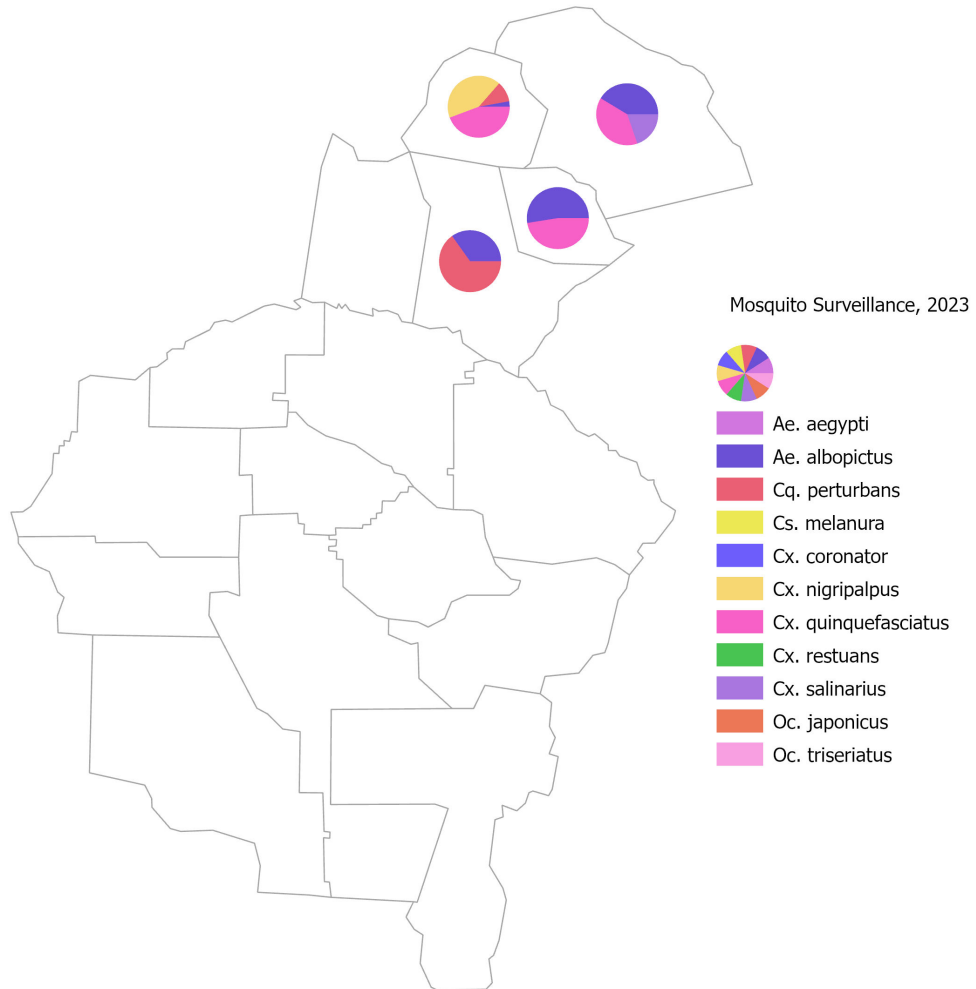 Mosquito Surveillance, 2023
Ae. aegypti
Ae. albopictus
Cq. perturbans
Cs. melanura
Cx. coronator
Cx. nigripalpus
Cx. quinquefasciatus
Cx. restuans
Cx. salinarius
Oc. japonicus
Oc. triseriatus